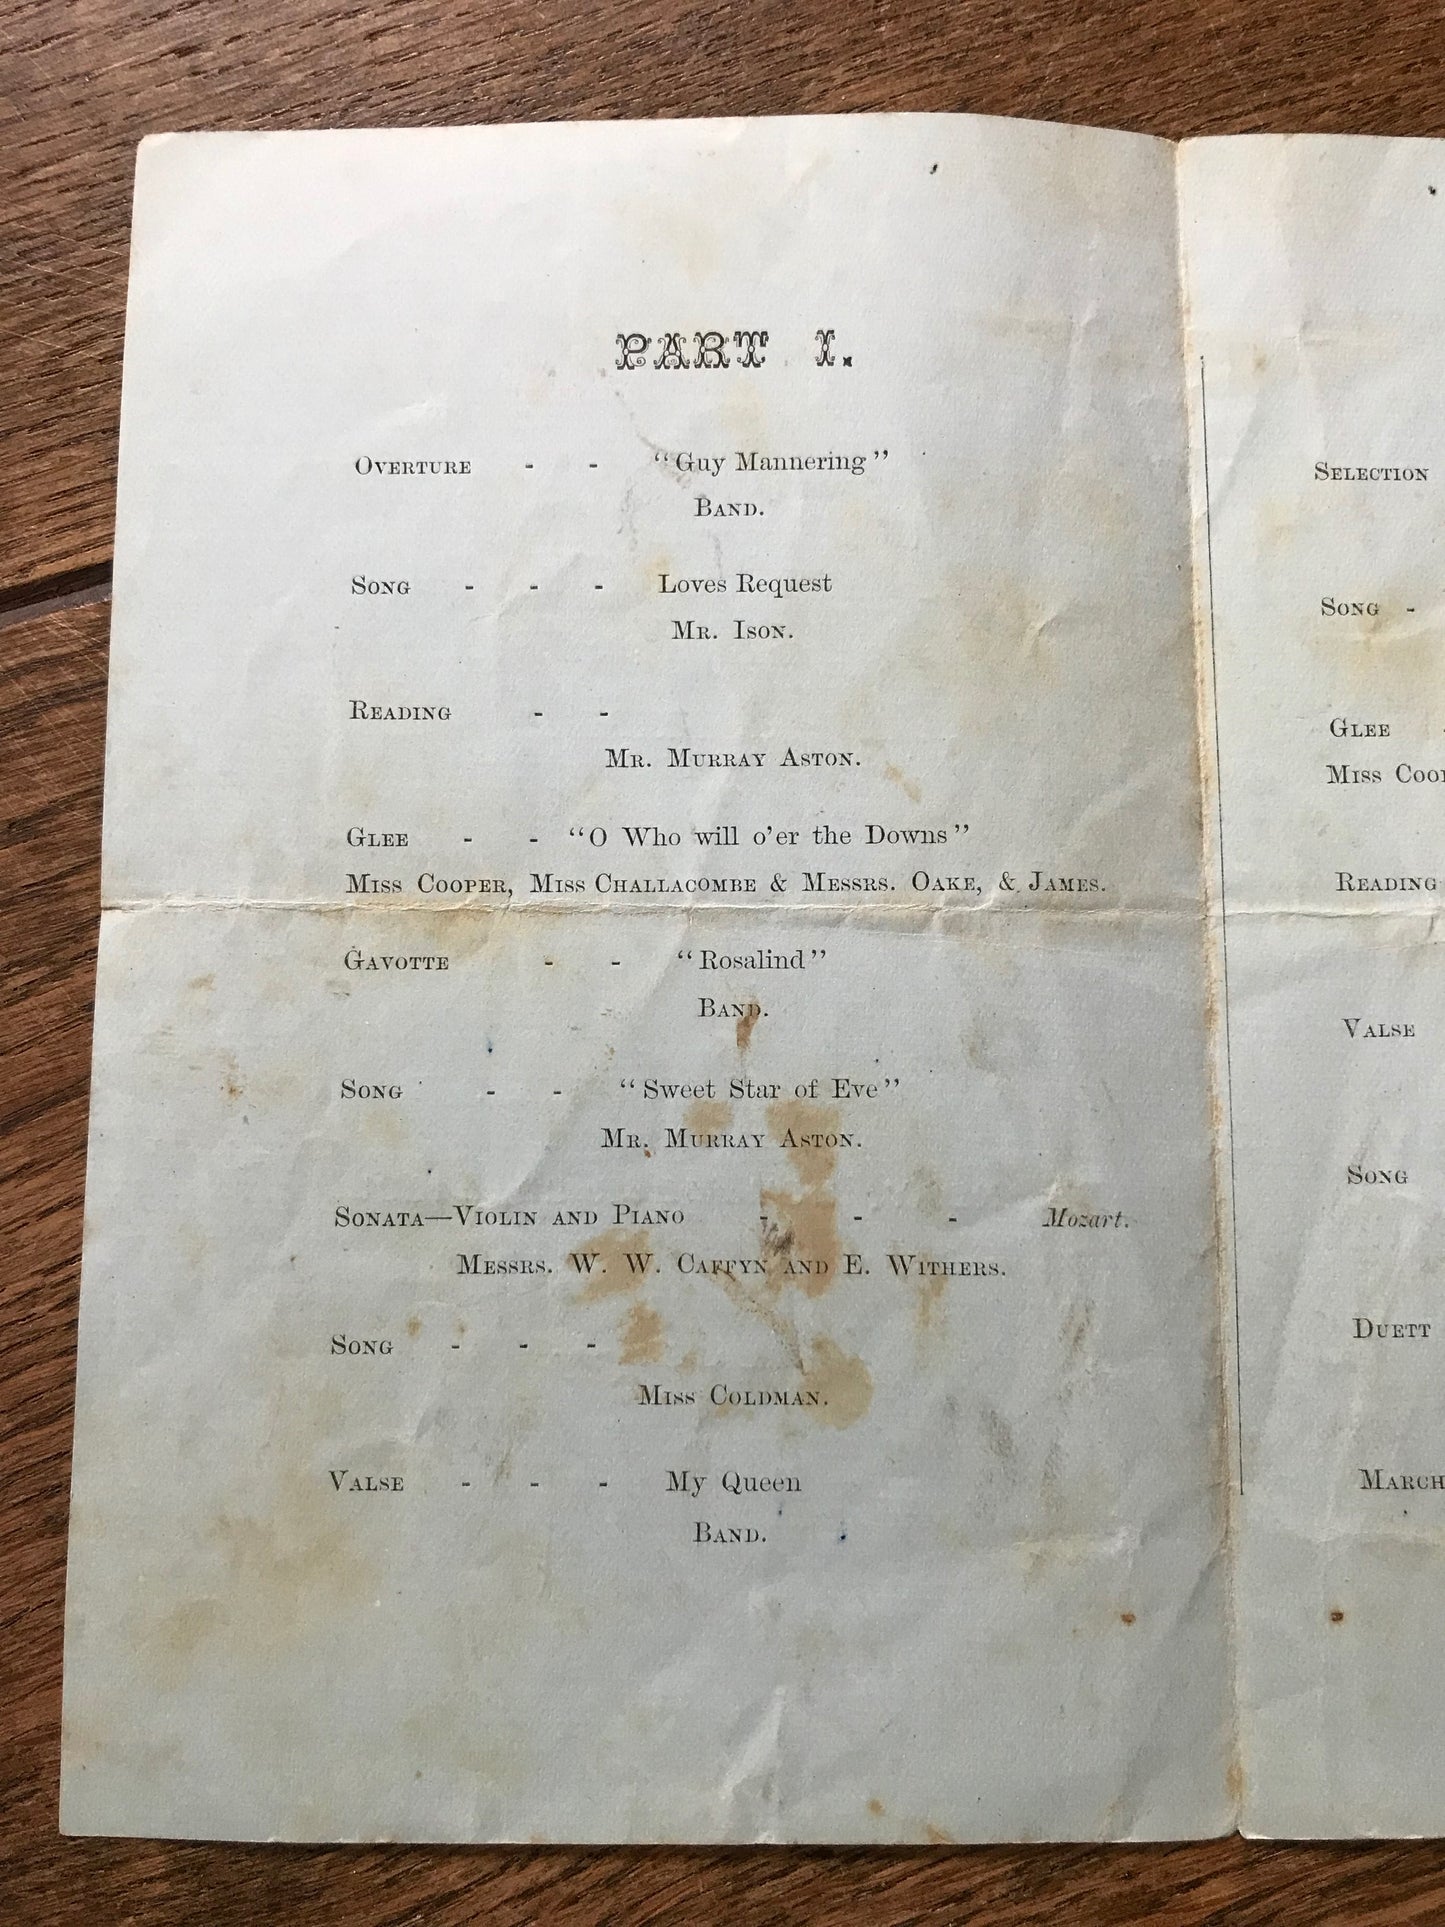 PART I.
OVERTURE - - "Guy Mannering"
BAND.
SONG - - - Loves Request
MR. ISON.
READING - -
MR. MURRAY ASTON.
GLEE - - "O Who will o'er the Downs"
MISS COOPER, MISS CHALLACOMBE & MESSRS. OAKE, & JAMES.
GAVOTTE - - "Rosalind"
BAND.
SONG - - "Sweet Star of Eve"
MR. MURRAY ASTON.
SONATA—VIOLIN AND PIANO - - - Mozart.
MESSRS. W. W. CAFFYN AND E. WITHERS.
SONG - - -
MISS COLDMAN.
VALSE - - - My Queen
BAND.
SELECTION
SONG -
GLEE -
MISS
READING
VALSE
SONG
DUETT
MARCH